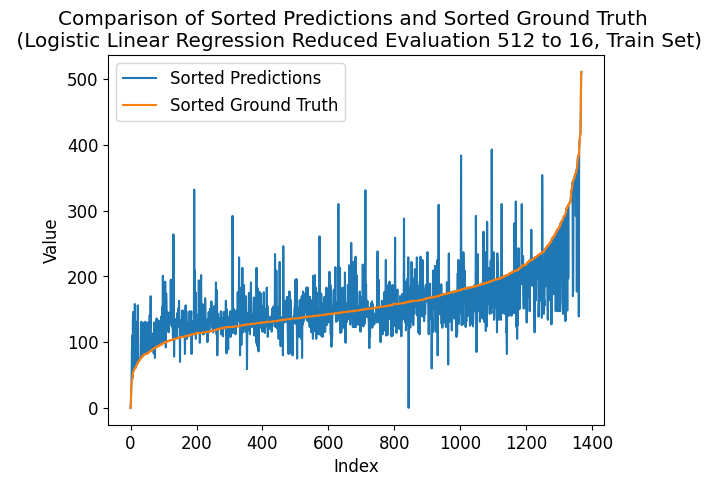 Comparison of Sorted Predictions and Sorted Ground Truth
(Logistic Linear Regression Reduced Evaluation 512 to 16, Train Set)
Sorted Predictions
Sorted Ground Truth
Value
500
400
300
200
100
0
0 200 400 600 800 1000 1200 1400
Index